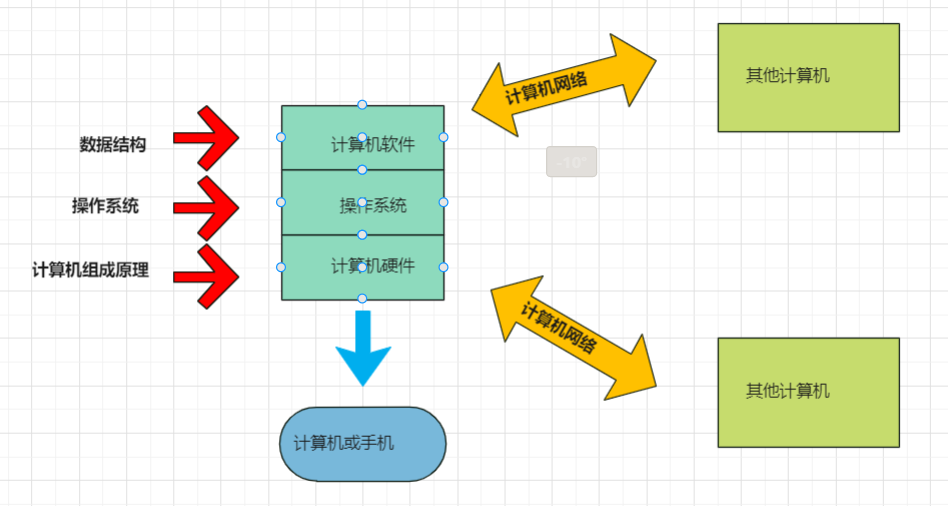 计算机网络
其他计算机
数据结构
计算机软件
-10°
操作系统
操作系统
计算机组成原理
计算机硬件
计算机网络
其他计算机
计算机或手机